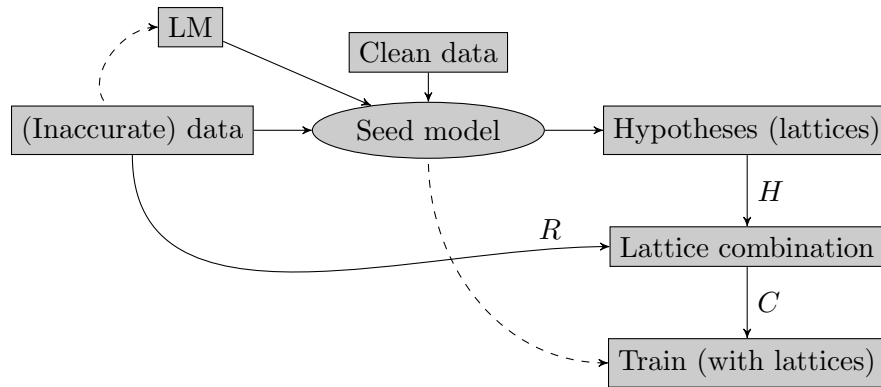 LM
Clean data
(Inaccurate) data
Seed model
Hypotheses (lattices)
H
R
Lattice combination
C
Train (with lattices)